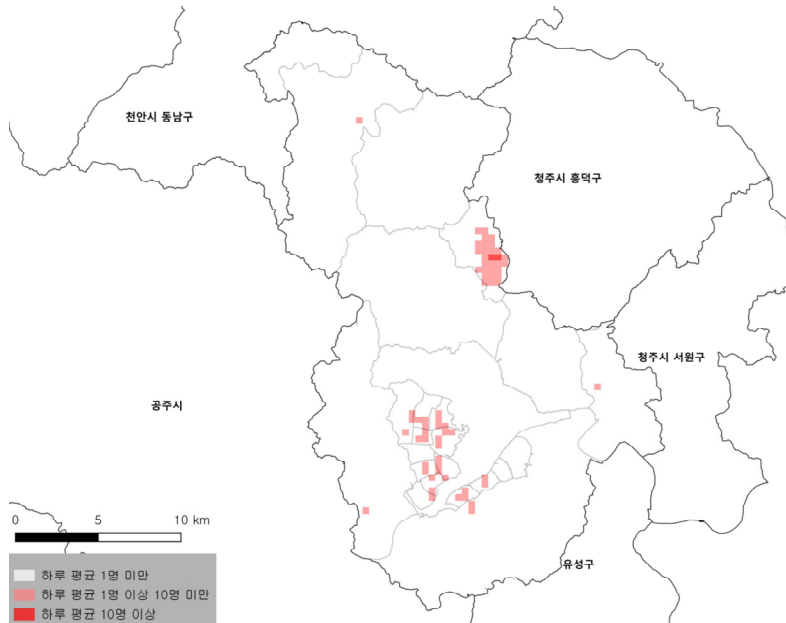 천안시 동남구
청주시 흥덕구
청주시 서원구
공주시
유성구
0 5 10 km
하루 평균 1명 미만
하루 평균 1명 이상 10명 미만
하루 평균 10명 이상